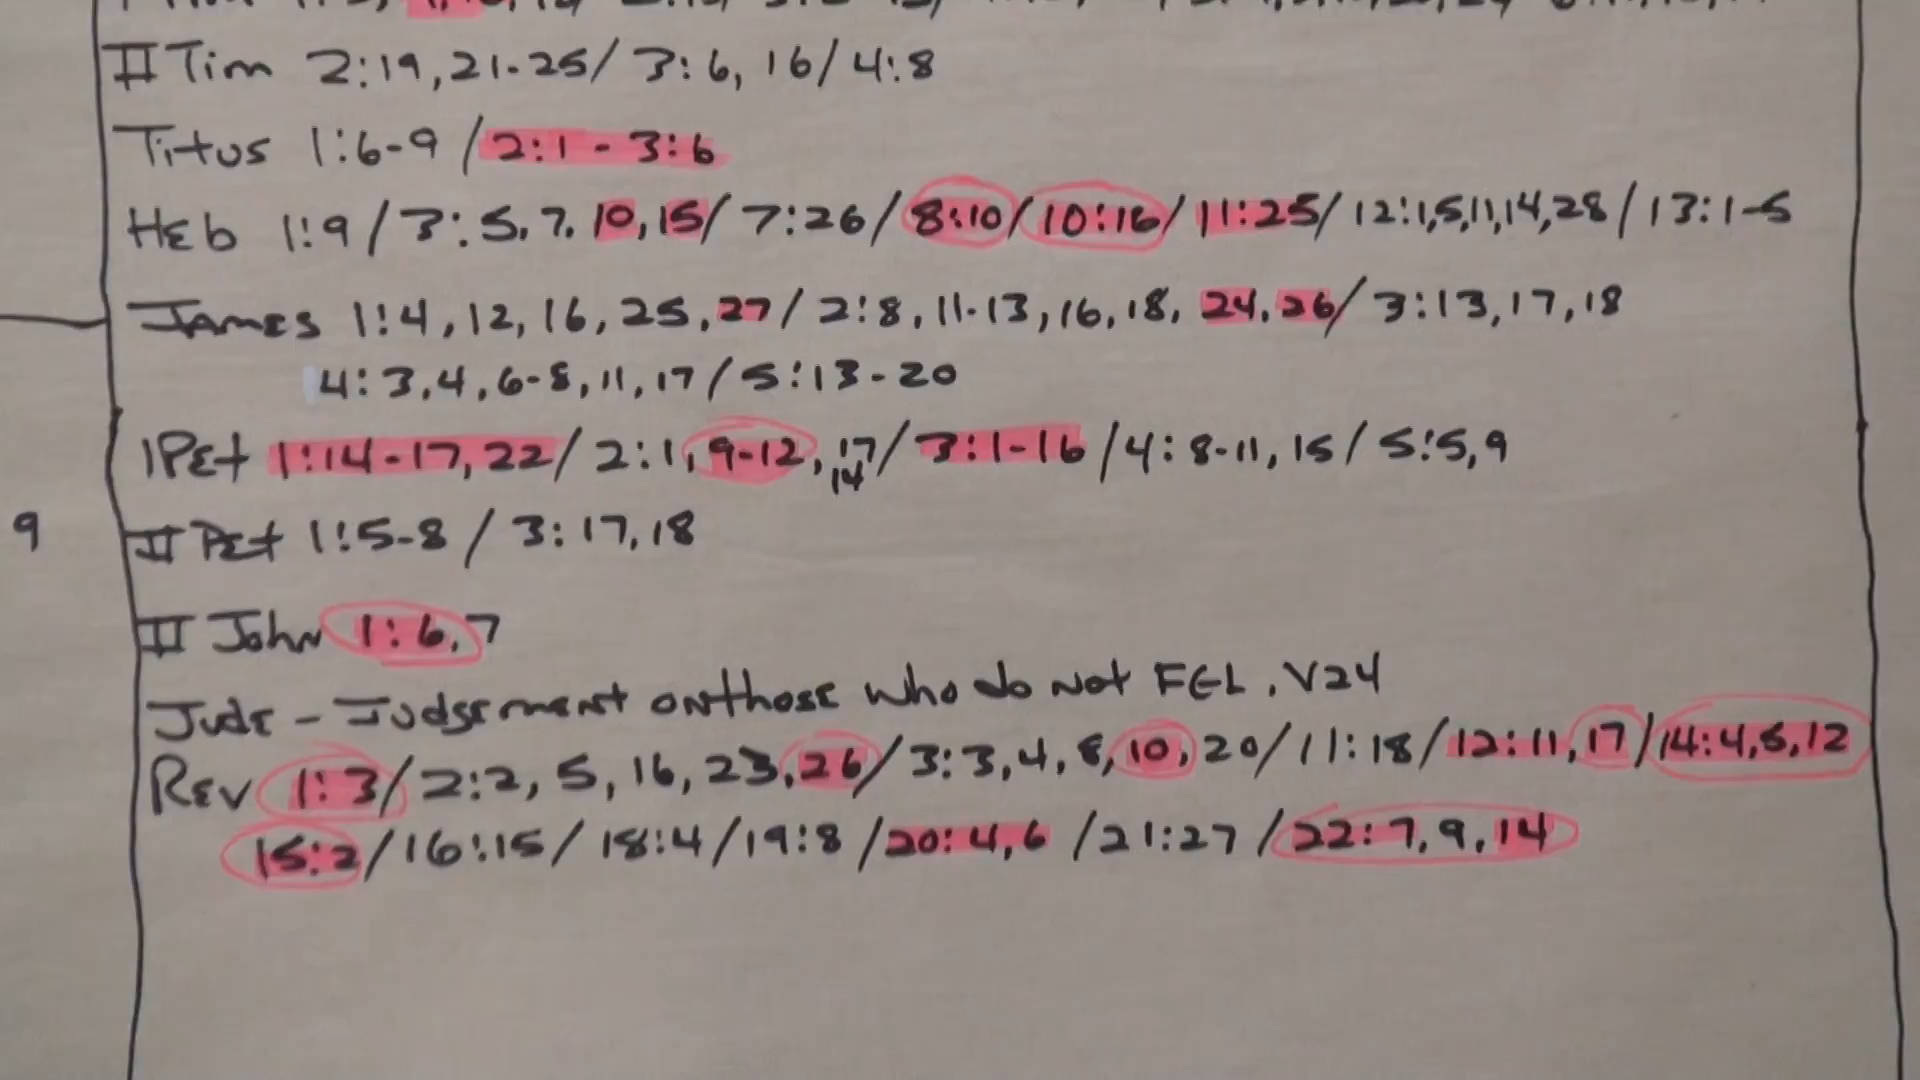 II Tim 2:19,21-25/ 3:6, 16/ 4:8
Titus 1:6-9 / 2:1 - 3:6
HEb 1:9 / 3:5, 7, 10, 15/ 7:26/ 8:10/ 10:16/ 11:25/ 12:1,5,11,14,28/ 13:1-5
JAMES 1:4, 12, 16, 25, 27/ 2:8, 11-13, 16, 18, 24, 26/ 3:13, 17, 18
4:3, 4, 6-8, 11, 17/ 5:13-20
1PEt 1:14-17, 22/ 2:1, 9-12, 17/ 3:1-16 / 4:8-11, 15/ 5:5, 9
14
9
II PEt 1:5-8 / 3:17, 18
II John 1:6, 7
JudE - Judgement on thosE who do Not FEL. V24
REV 1:3/ 2:2, 5, 16, 23, 26/ 3:3, 4, 8, 10, 20/ 11:18/ 12:11, 17/ 14:4, 5, 12
15:2/ 16:15/ 18:4/ 19:8 / 20:4, 6 / 21:27 / 22:7, 9, 14